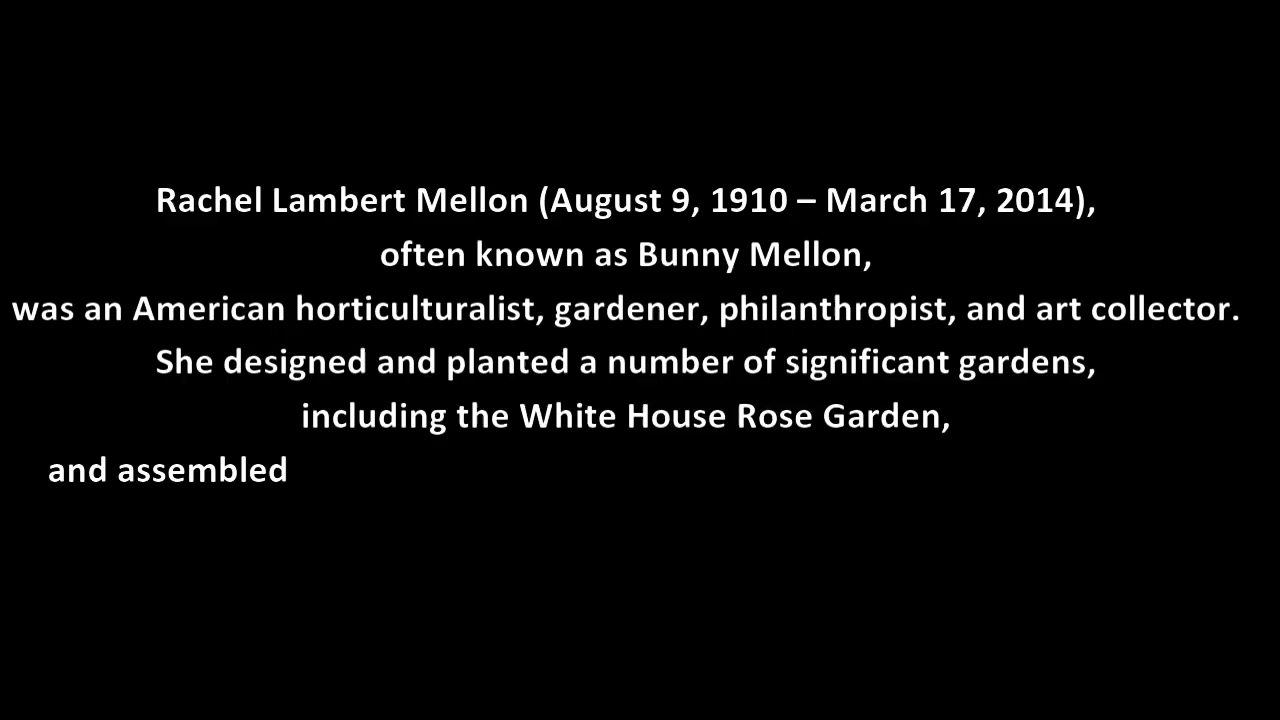 Rachel Lambert Mellon (August 9, 1910 – March 17, 2014),
often known as Bunny Mellon,
was an American horticulturalist, gardener, philanthropist, and art collector.
She designed and planted a number of significant gardens,
including the White House Rose Garden,
and assembled